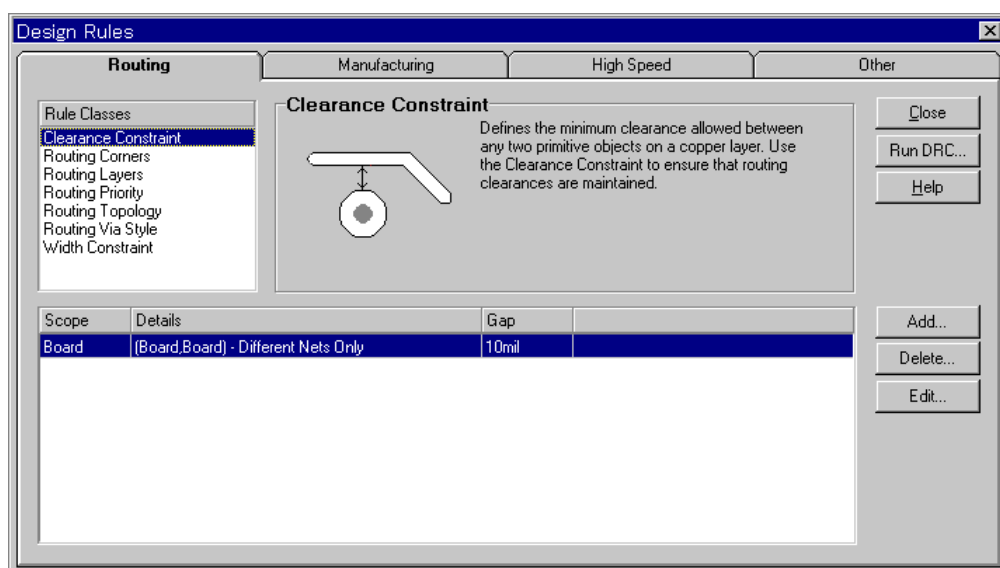 Design Rules
Routing
Manufacturing
High Speed
Other
Rule Classes
Clearance Constraint
Routing Corners
Routing Layers
Routing Priority
Routing Topology
Routing Via Style
Width Constraint
Clearance Constraint
Defines the minimum clearance allowed between
any two primitive objects on a copper layer. Use
the Clearance Constraint to ensure that routing
clearances are maintained.
Close
Run DRC...
Help
Scope Details Gap
Board (Board,Board) - Different Nets Only 10mil
Add...
Delete...
Edit...